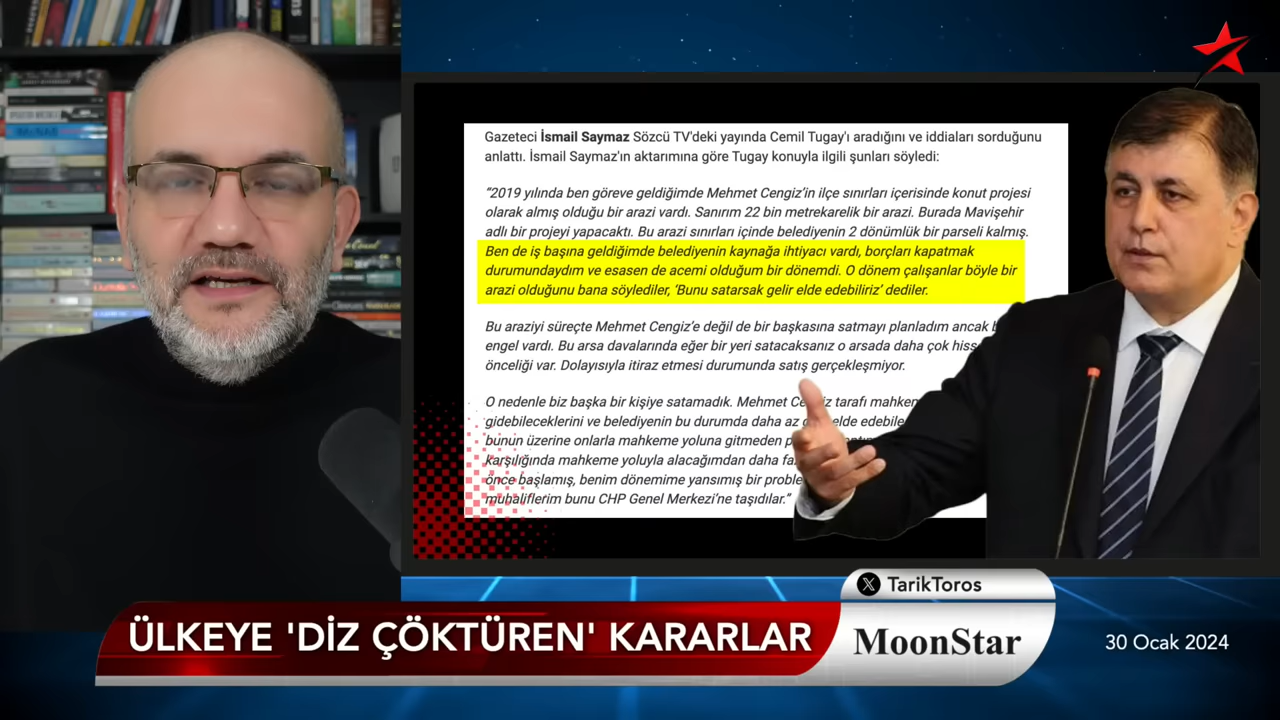 Gazeteci İsmail Saymaz Sözcü TV'deki yayında Cemil Tugay'ı aradığını ve iddiaları sorduğunu
anlattı. İsmail Saymaz'ın aktarımına göre Tugay konuyla ilgili şunları söyledi:
“2019 yılında ben göreve geldiğimde Mehmet Cengiz’in ilçe sınırları içerisinde konut projesi
olarak almış olduğu bir arazi vardı. Sanırım 22 bin metrekarelik bir arazi. Burada Mavişehir
adlı bir projeyi yapacaktı. Bu arazi sınırları içinde belediyenin 2 dönümlük bir parseli kalmış.
Ben de iş başına geldiğimde belediyenin kaynağa ihtiyacı vardı, borçları kapatmak
durumundaydım ve esasen de acemi olduğum bir dönemdi. O dönem çalışanlar böyle bir
arazi olduğunu bana söylediler, ‘Bunu satarsak gelir elde edebiliriz’ dediler.
Bu araziyi süreçte Mehmet Cengiz’e değil de bir başkasına satmayı planladım ancak
engel vardı. Bu arsa davalarında eğer bir yeri satacaksanız o arsada daha çok
önceliği var. Dolayısıyla itiraz etmesi durumunda satış gerçekleşmiyor.
O nedenle biz başka bir kişiye satamadık. Mehmet Cengiz tarafı
gidebileceklerini ve belediyenin bu durumda daha az
bunun üzerine onlarla mahkeme yoluna gitmeden
karşılığında mahkeme yoluyla alacağımdan daha
önce başlamış, benim dönemime yansımış bir
muhaliflerim bunu CHP Genel Merkezi’ne taşıdılar.”
TarikToros
ÜLKEYE 'DİZ ÇÖKTÜREN' KARARLAR
MoonStar
30 Ocak 2024